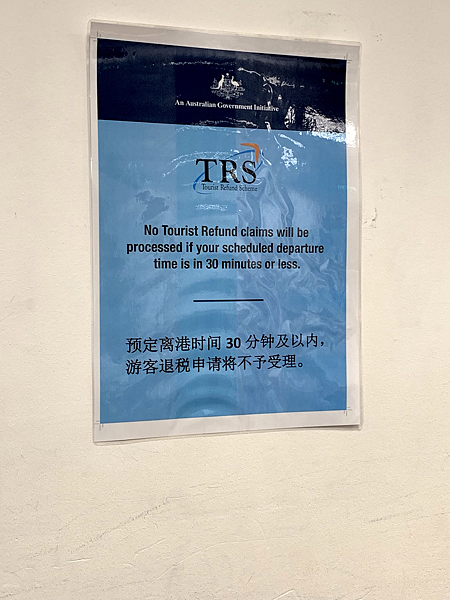 An Australian Government Initiative
TRS
Tourist Refund Scheme
No Tourist Refund claims will be
processed if your scheduled departure
time is in 30 minutes or less.
预定离港时间 30 分钟及以内，
游客退税申请将不予受理。